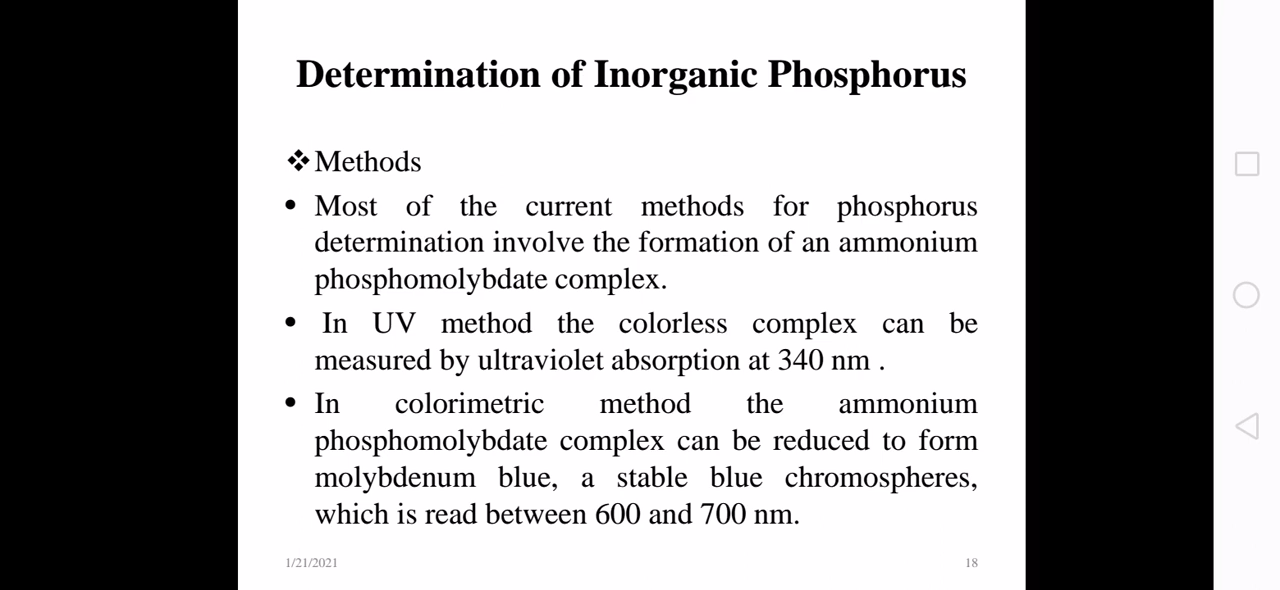 Determination of Inorganic Phosphorus
❖Methods
• Most of the current methods for phosphorus
determination involve the formation of an ammonium
phosphomolybdate complex.
• In UV method the colorless complex can be
measured by ultraviolet absorption at 340 nm .
• In colorimetric method the ammonium
phosphomolybdate complex can be reduced to form
molybdenum blue, a stable blue chromospheres,
which is read between 600 and 700 nm.
1/21/2021 18